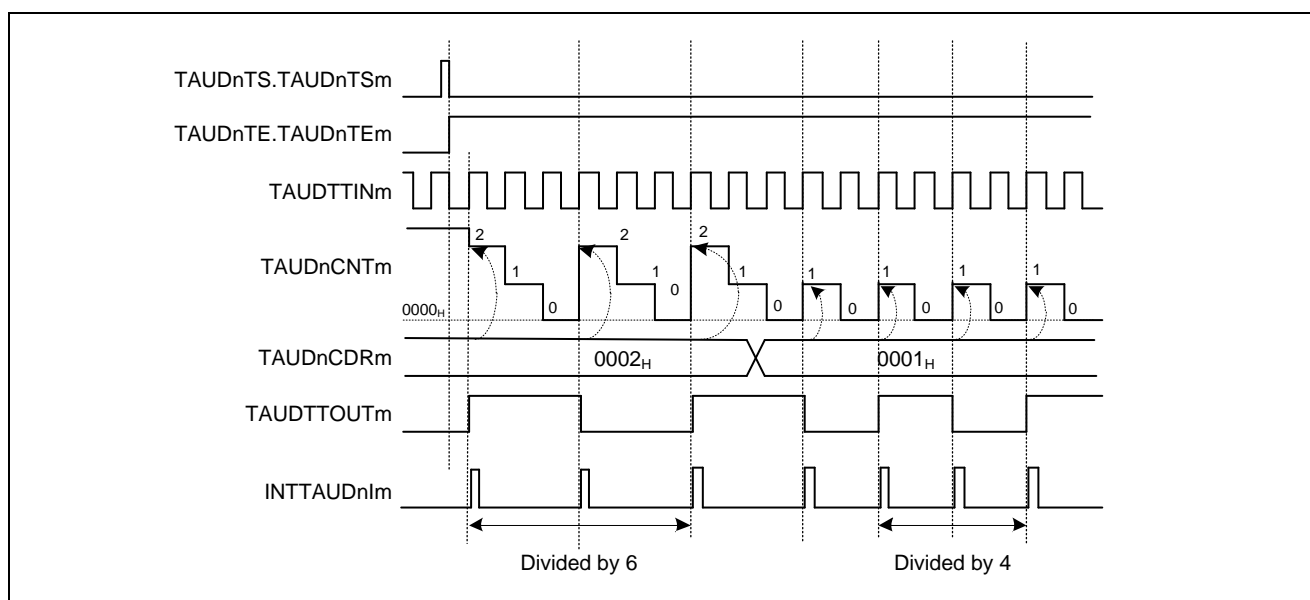 TAUDnTS.TAUDnTSm
TAUDnTE.TAUDnTEm
TAUDTTINm
TAUDnCNTm
2
1
0
2
1
0
2
1
0
1
0
1
0
1
0
1
0
0000H
TAUDnCDRm
0002H
0001H
TAUDTTOUTm
INTTAUDnIm
Divided by 6
Divided by 4